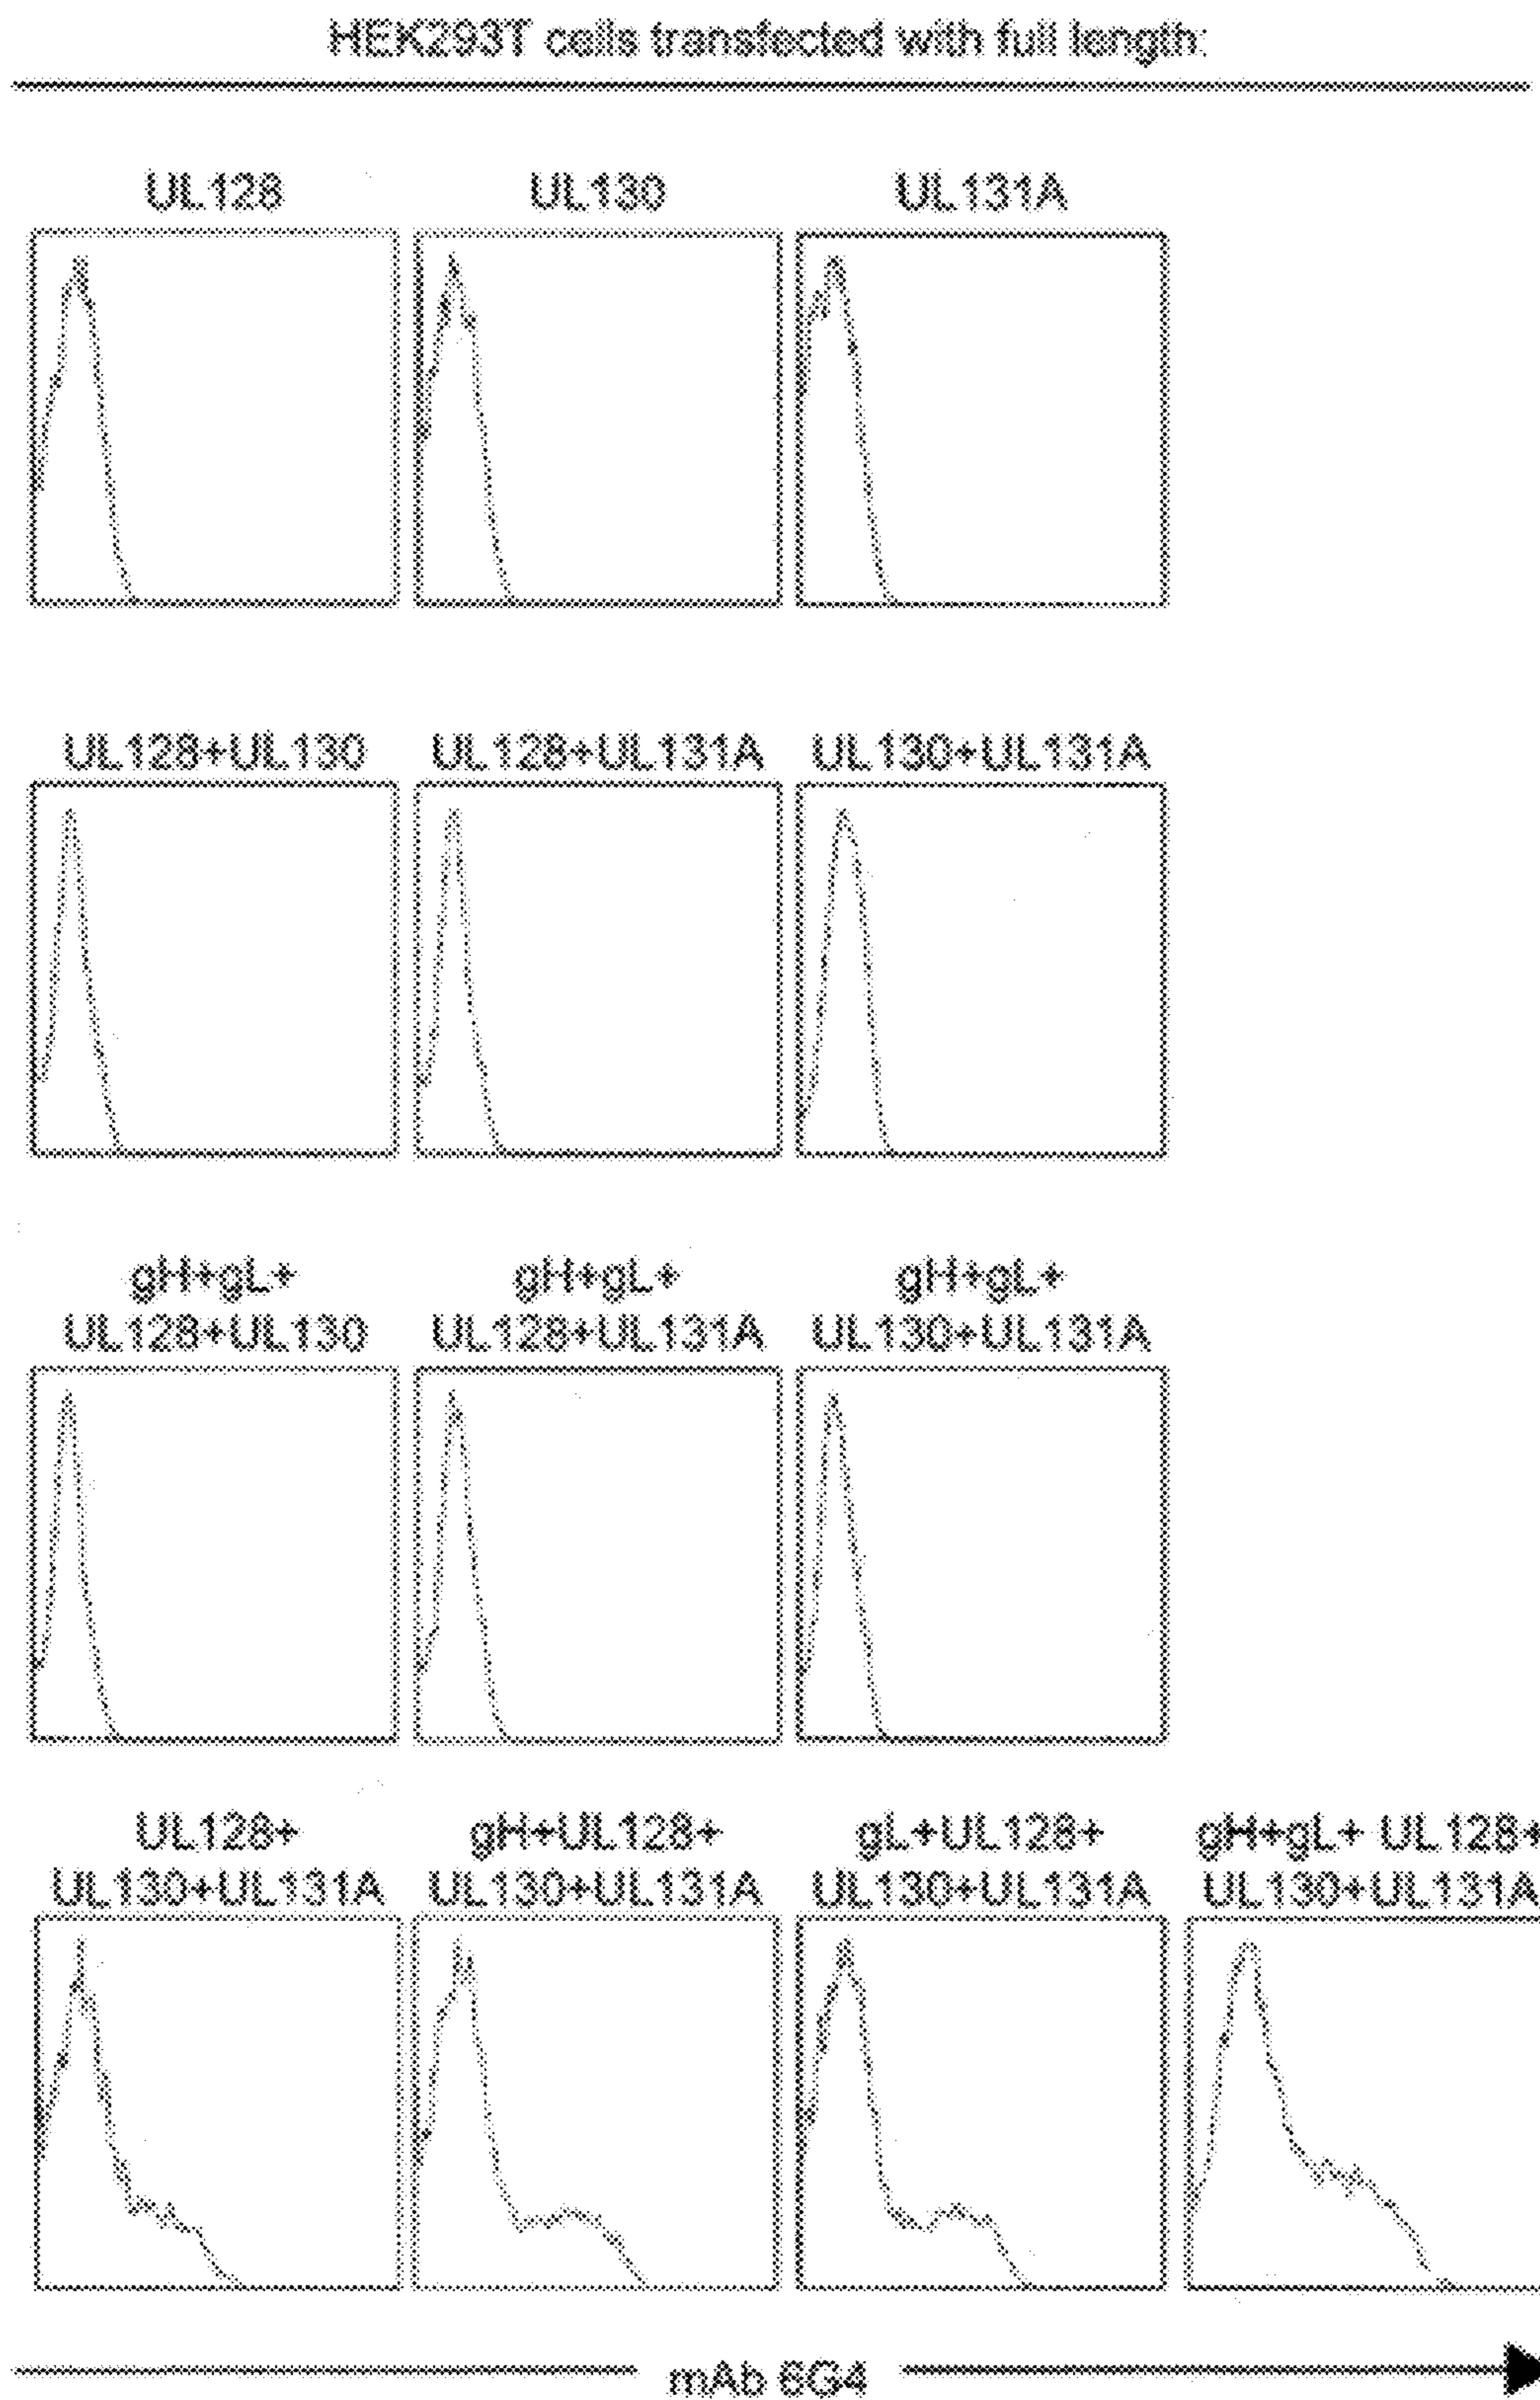 HEK293T cells transfected with full length:
UL128 UL130 UL131A
UL128+UL130 UL128+UL131A UL130+UL131A
gH+gL+ gH+gL+ gH+gL+
UL128+UL130 UL128+UL131A UL130+UL131A
UL128+ gH+UL128+ gL+UL128+ gH+gL+ UL128+
UL130+UL131A UL130+UL131A UL130+UL131A UL130+UL131A
mAb 6G4